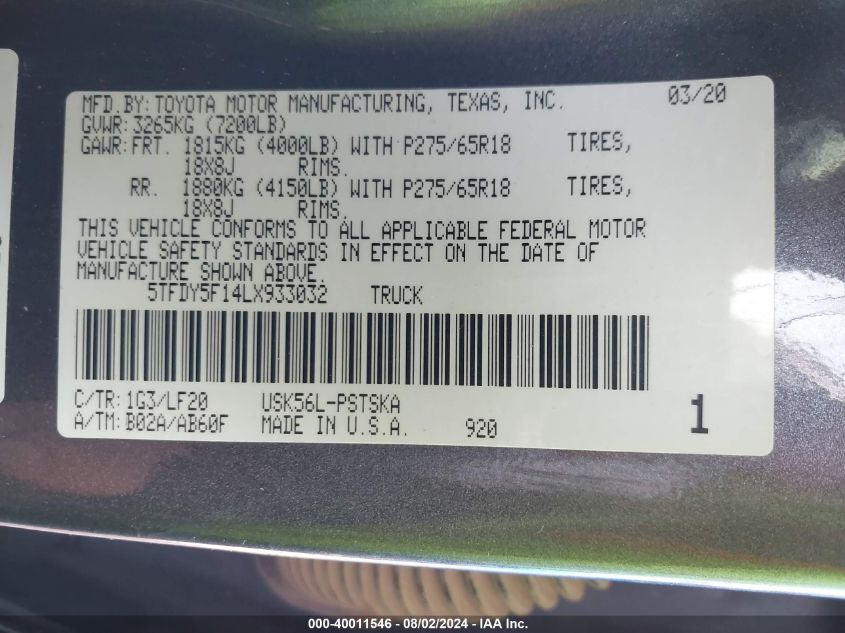 MFD.BY: TOYOTA MOTOR MANUFACTURING, TEXAS, INC. 03/20
GVWR: 3265KG (7200LB)
GAWR: FRT. 1815KG (4000LB) WITH P275/65R18 TIRES,
18X8J RIMS.
RR. 1880KG (4150LB) WITH P275/65R18 TIRES,
18X8J RIMS.
THIS VEHICLE CONFORMS TO ALL APPLICABLE FEDERAL MOTOR
VEHICLE SAFETY STANDARDS IN EFFECT ON THE DATE OF
MANUFACTURE SHOWN ABOVE.
5TFDY5F14LX933032 TRUCK
C/TR: 1G3/LF20 USK56L-PSTSKA
A/TM: B02A/AB60F MADE IN U.S.A. 920 1
000-40011546 - 08/02/2024 - IAA Inc.